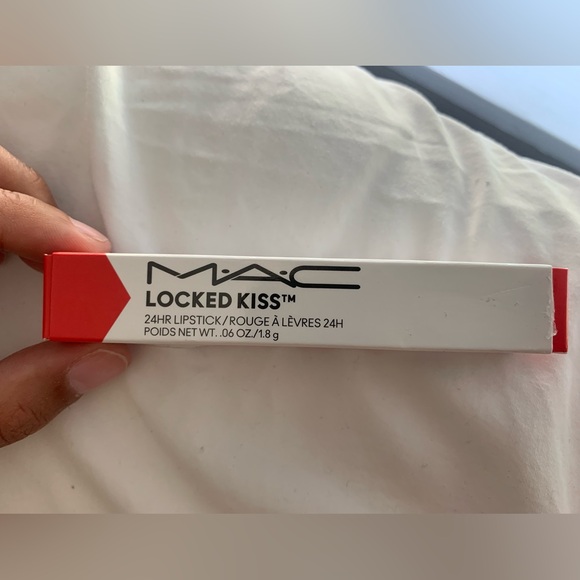 M·A·C
LOCKED KISS™
24HR LIPSTICK/ROUGE À LÈVRES 24H
POIDS NET WT. .06 OZ./1.8 g